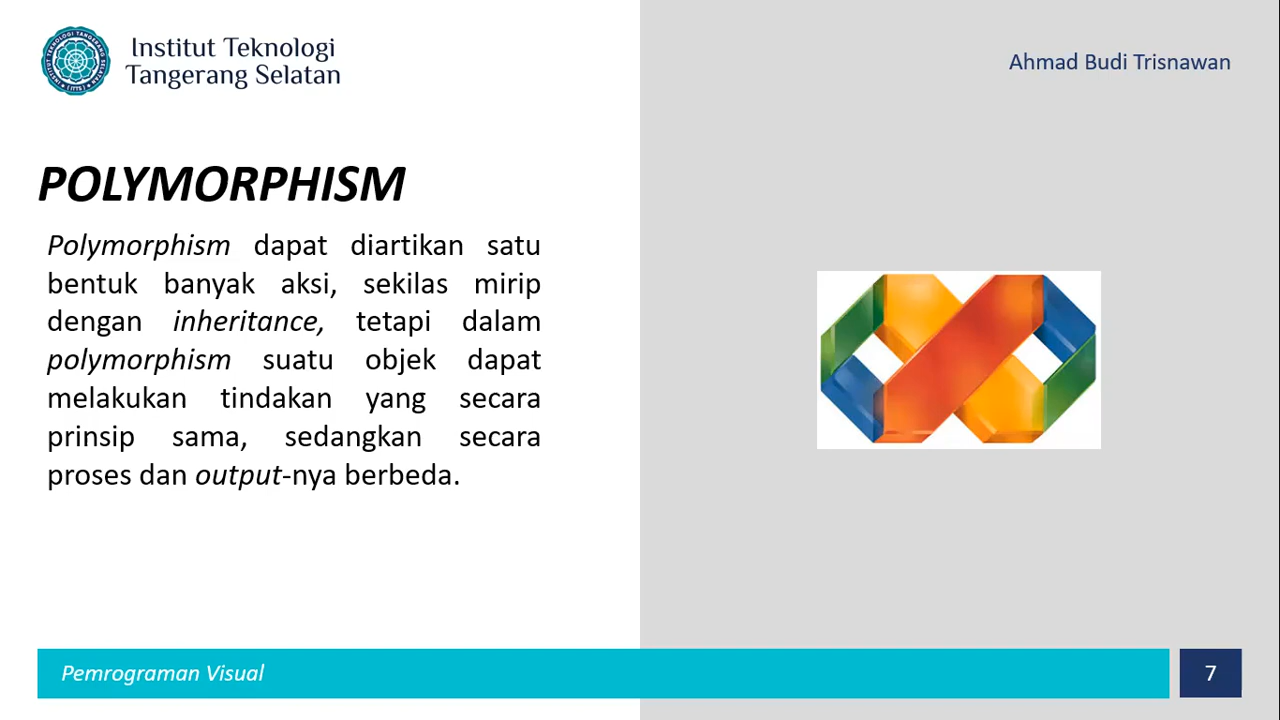 Institut Teknologi
Tangerang Selatan
Ahmad Budi Trisnawan
POLYMORPHISM
Polymorphism dapat diartikan satu
bentuk banyak aksi, sekilas mirip
dengan inheritance, tetapi dalam
polymorphism suatu objek dapat
melakukan tindakan yang secara
prinsip sama, sedangkan secara
proses dan output-nya berbeda.
Pemrograman Visual
7